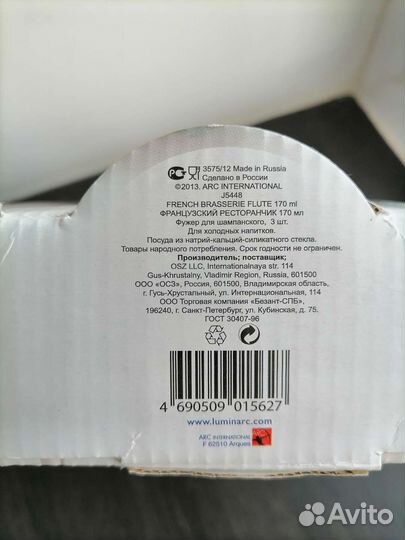 3575/12 Made in Russia
Сделано в России
©2013. ARC INTERNATIONAL
J5448
FRENCH BRASSERIE FLUTE 170 ml
ФРАНЦУЗСКИЙ РЕСТОРАНЧИК 170 мл
Фужер для шампанского, 3 шт.
Для холодных напитков.
Посуда из натрий-кальций-силикатного стекла.
Товары народного потребления. Срок годности не ограничен.
Производитель; поставщик;
OSZ LLC, Internationalnaya str. 114
Gus-Khrustalny, Vladimir Region, Russia, 601500
ООО «ОСЗ», Россия, 601500, Владимирская область,
г. Гусь-Хрустальный, ул. Интернациональная, 114
ООО Торговая компания «Безант-СПБ»,
196240, г. Санкт-Петербург, ул. Кубинская, д. 75.
ГОСТ 30407-96
4 690509 015627
www.luminarc.com
ARC INTERNATIONAL
F 62510 Arques
Avito